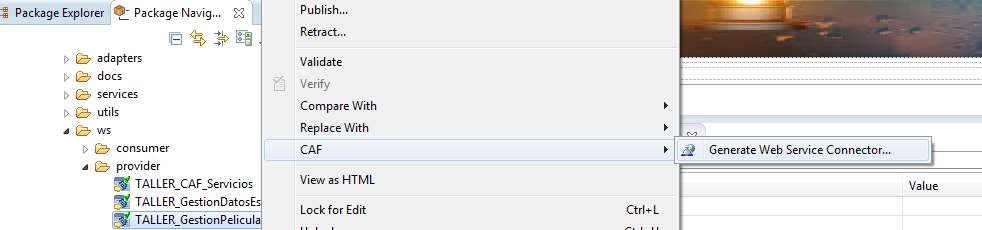 Package Explorer
Package Navig...
adapters
docs
services
utils
ws
consumer
provider
TALLER_CAF_Servicios
TALLER_GestionDatosEs
TALLER_GestionPelicula
Publish...
Retract...
Validate
Verify
Compare With
Replace With
CAF
View as HTML
Lock for Edit Ctrl+L
Generate Web Service Connector...
Value